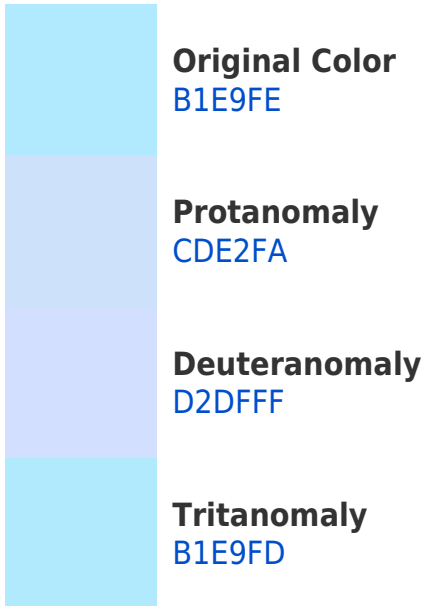 Original Color
B1E9FE
Protanomaly
CDE2FA
Deuteranomaly
D2DFFF
Tritanomaly
B1E9FD